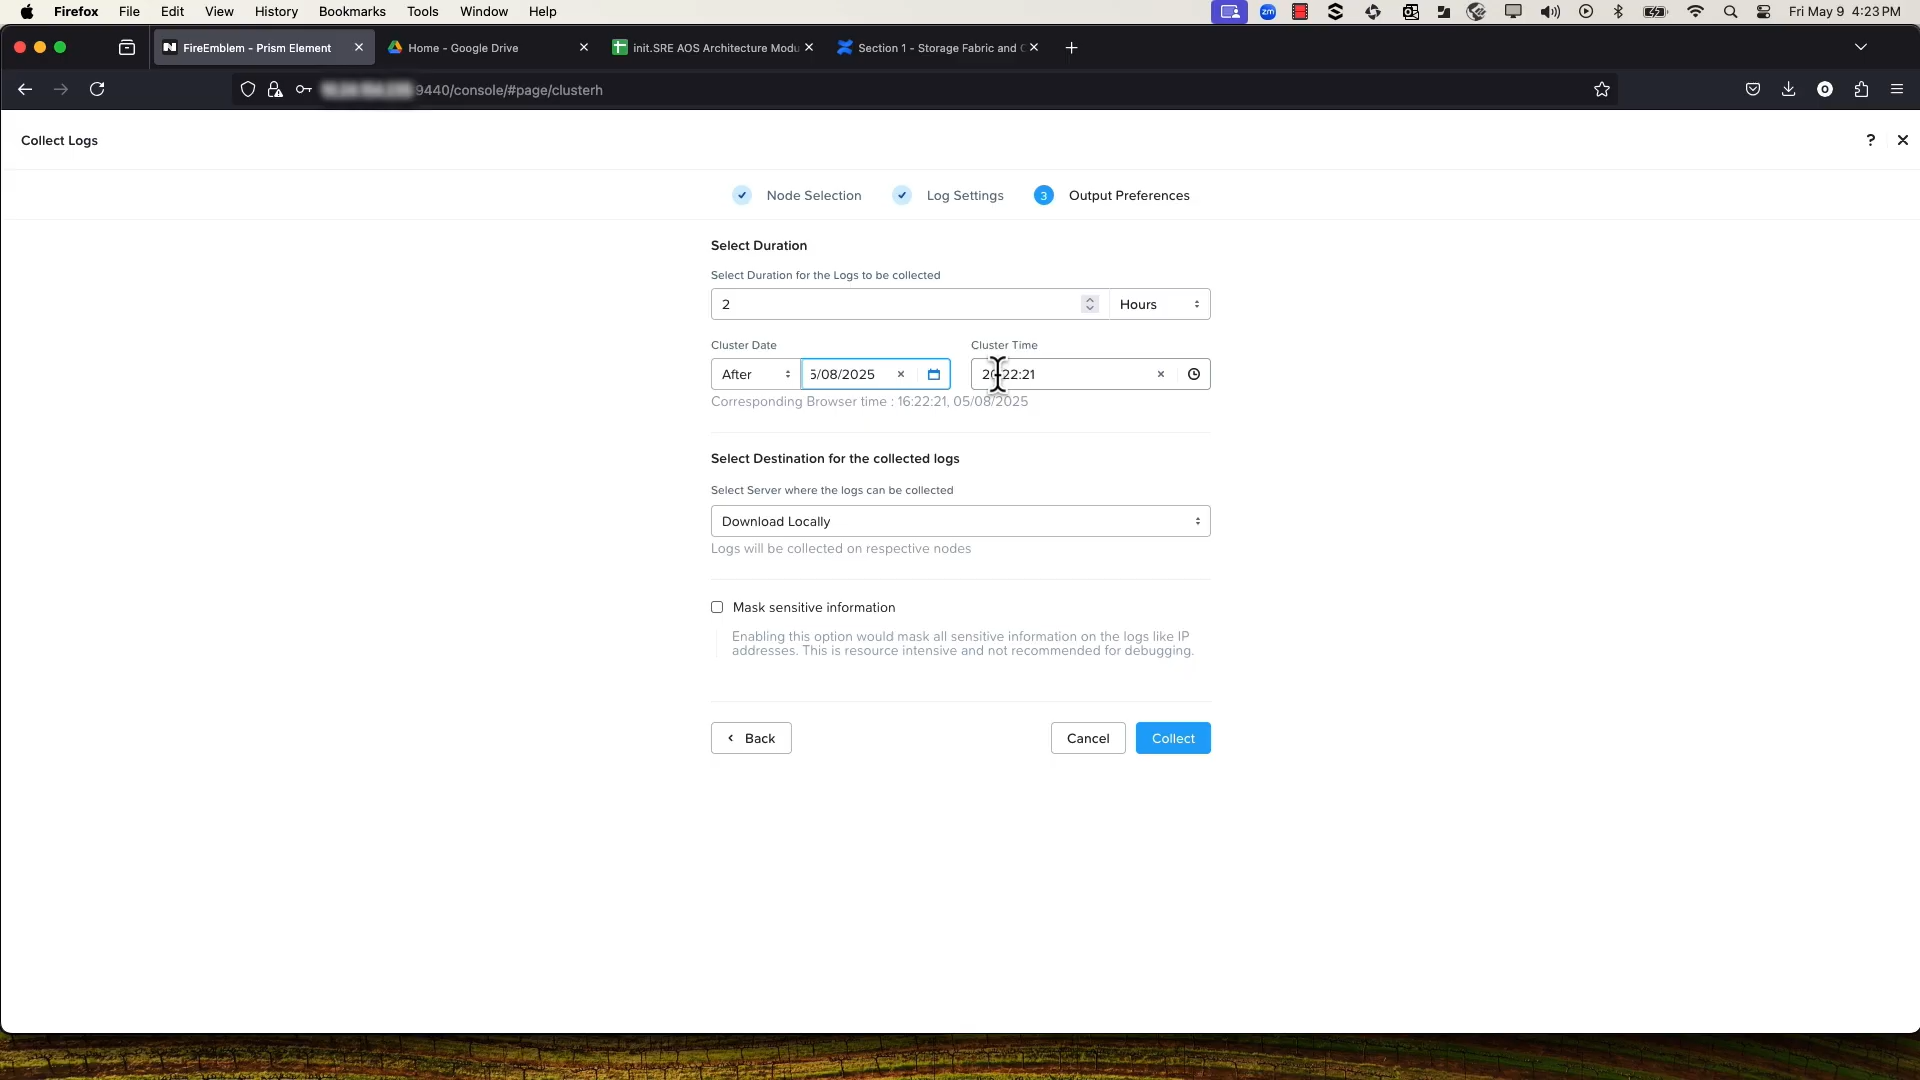 Firefox File Edit View History Bookmarks Tools Window Help zm Fri May 9 4:23 PM
FireEmblem - Prism Element Home - Google Drive init.SRE AOS Architecture Modu Section 1 - Storage Fabric and
9440/console/#page/clusterh
Collect Logs ?
Node Selection Log Settings 3 Output Preferences
Select Duration
Select Duration for the Logs to be collected
2 Hours
Cluster Date Cluster Time
After 5/08/2025 20:22:21
Corresponding Browser time : 16:22:21, 05/08/2025
Select Destination for the collected logs
Select Server where the logs can be collected
Download Locally
Logs will be collected on respective nodes
Mask sensitive information
Enabling this option would mask all sensitive information on the logs like IP
addresses. This is resource intensive and not recommended for debugging.
Back Cancel Collect